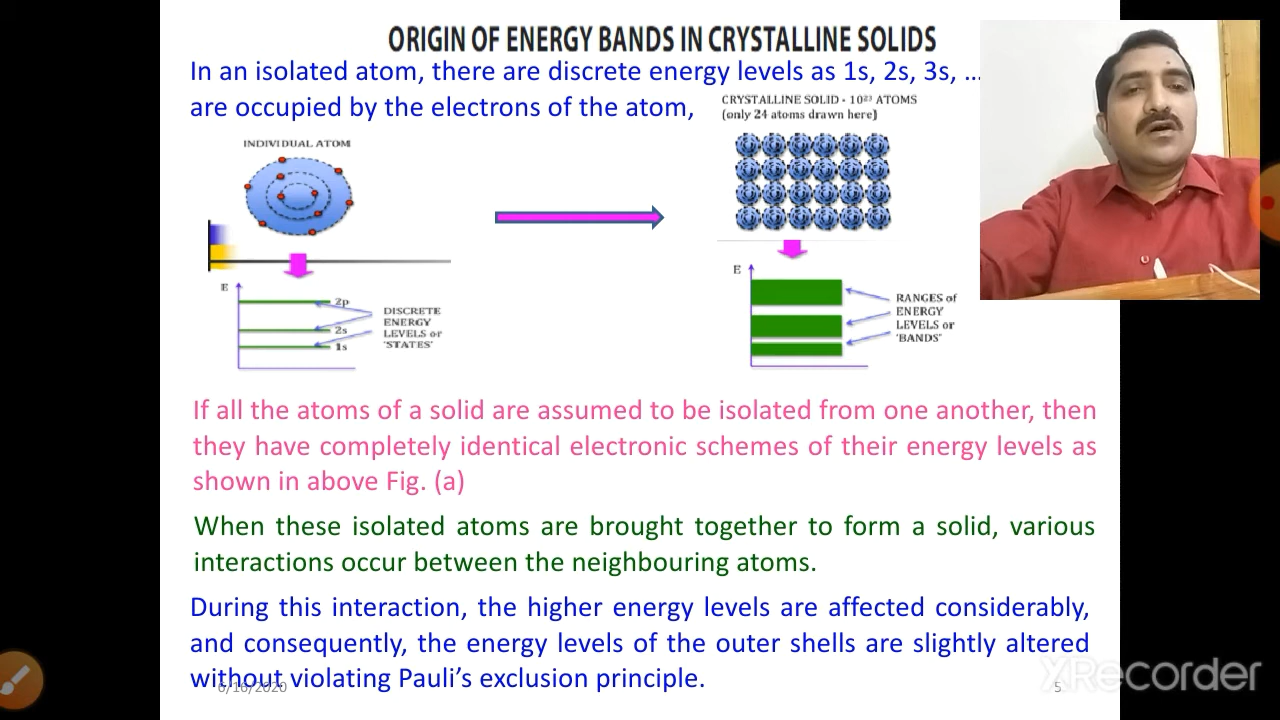 ORIGIN OF ENERGY BANDS IN CRYSTALLINE SOLIDS
In an isolated atom, there are discrete energy levels as 1s, 2s, 3s, ...
are occupied by the electrons of the atom,
CRYSTALLINE SOLID - 10²³ ATOMS
(only 24 atoms drawn here)
INDIVIDUAL ATOM
E
2p
2s
1s
DISCRETE
ENERGY
LEVELS or
'STATES'
E
RANGES of
ENERGY
LEVELS or
'BANDS'
If all the atoms of a solid are assumed to be isolated from one another, then
they have completely identical electronic schemes of their energy levels as
shown in above Fig. (a)
When these isolated atoms are brought together to form a solid, various
interactions occur between the neighbouring atoms.
During this interaction, the higher energy levels are affected considerably,
and consequently, the energy levels of the outer shells are slightly altered
without violating Pauli's exclusion principle.
6/16/2020
5
XRecorder